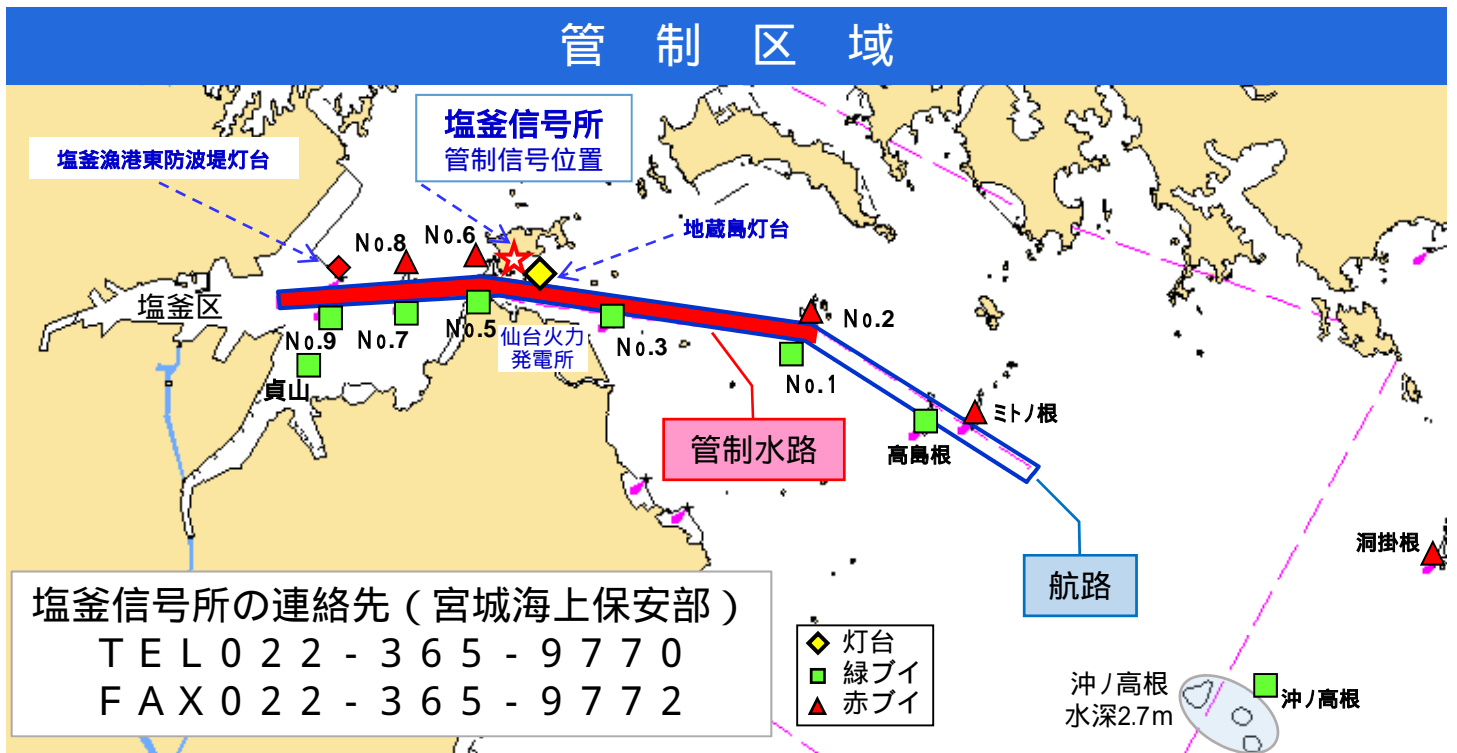 管 制 区 域
塩釜信号所
管制信号位置
塩釜漁港東防波堤灯台
地蔵島灯台
No.8
No.6
塩釜区
No.9
No.7
No.5
仙台火力
発電所
No.3
No.2
No.1
貞山
ミトノ根
高島根
管制水路
航路
洞掛根
塩釜信号所の連絡先(宮城海上保安部)
TEL022-365-9770
FAX022-365-9772
灯台
緑ブイ
赤ブイ
沖ノ高根
水深2.7m
沖ノ高根